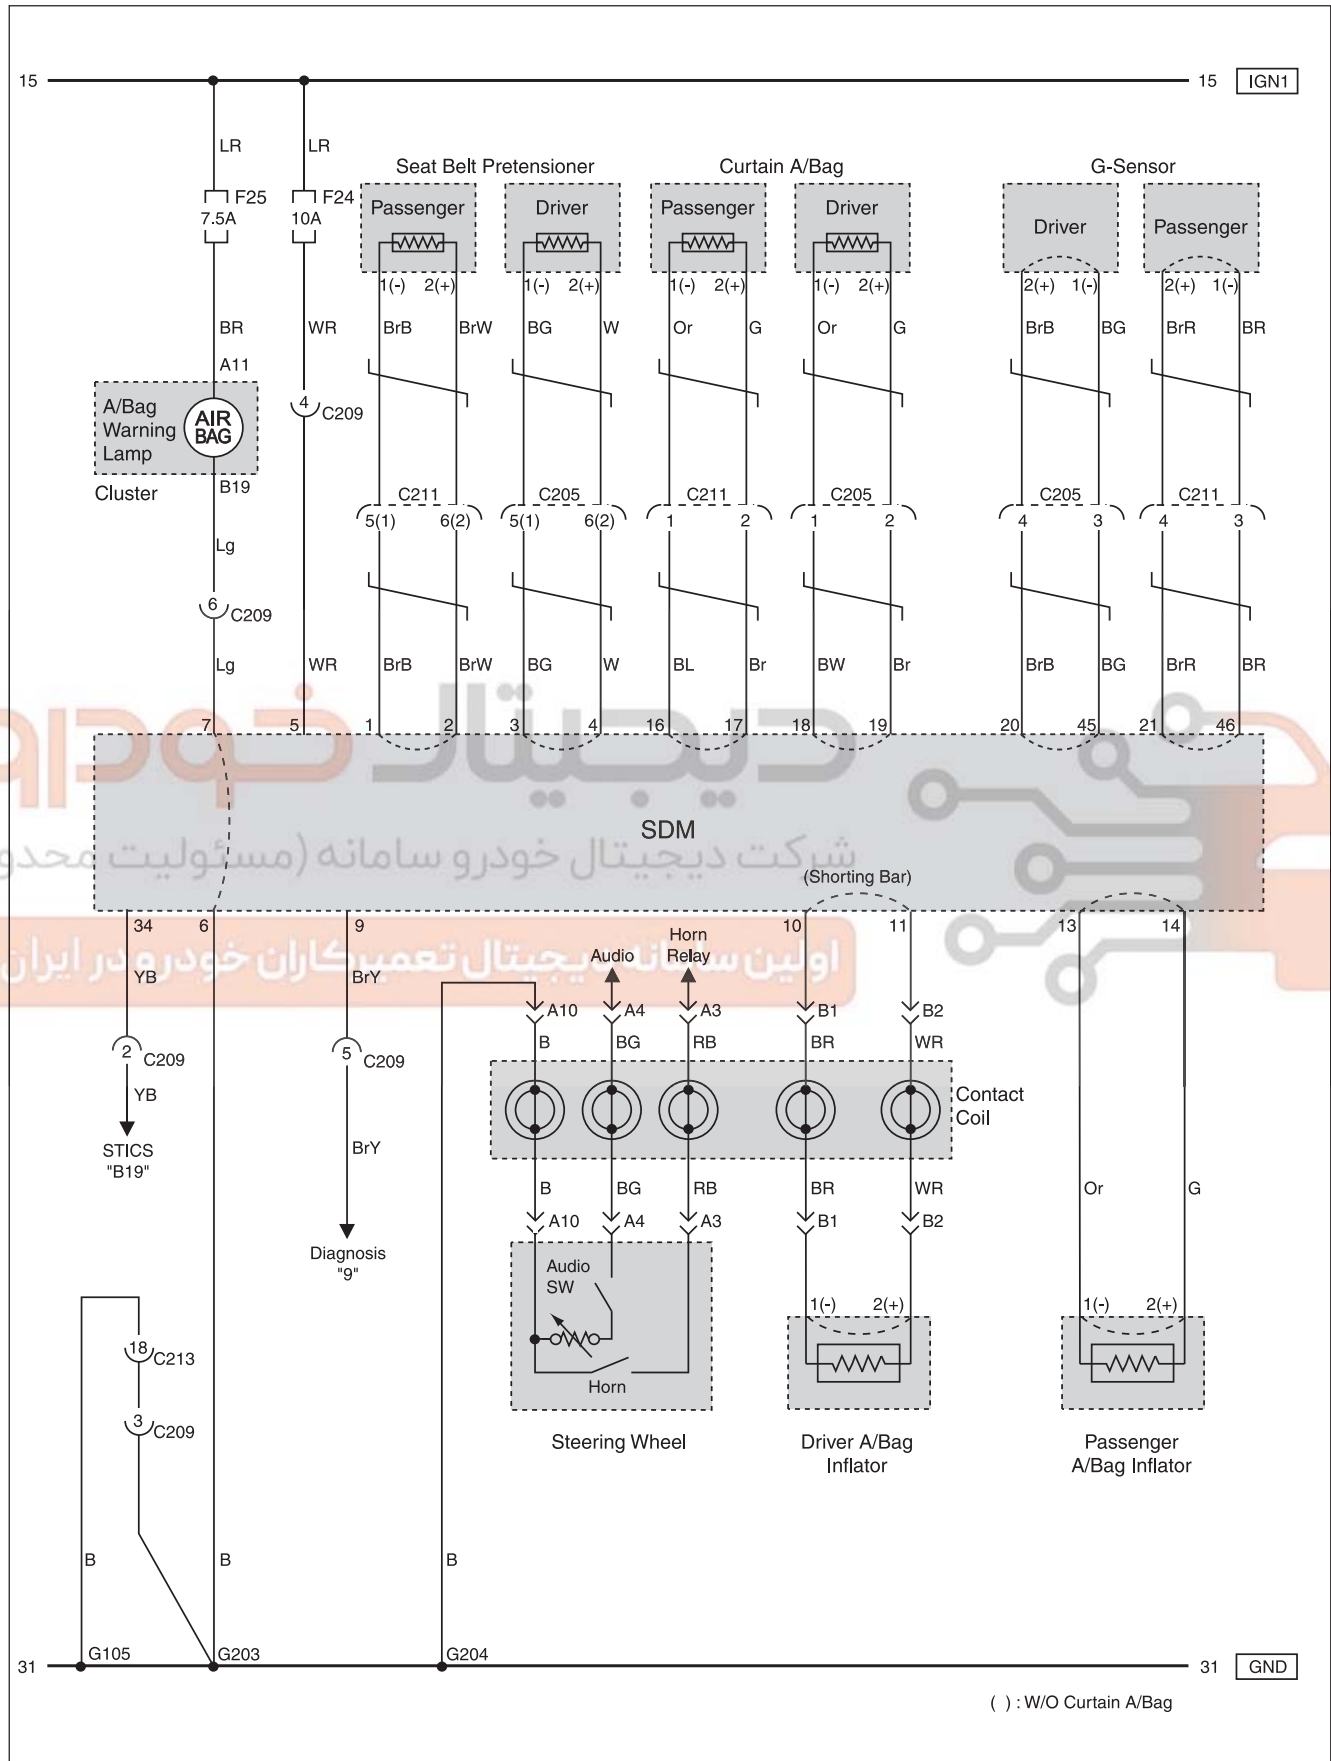 15
15 IGN1
LR LR
Seat Belt Pretensioner Curtain A/Bag G-Sensor
F25 F24
7.5A 10A
Passenger Driver Passenger Driver Driver Passenger
1(-) 2(+) 1(-) 2(+) 1(-) 2(+) 1(-) 2(+) 2(+) 1(-) 2(+) 1(-)
BR WR BrB BrW BG W Or G Or G BrB BG BrR BR
A11
A/Bag
Warning
Lamp
AIR
BAG
4 C209
Cluster
B19
C211 C205 C211 C205 C205 C211
5(1) 6(2) 5(1) 6(2) 1 2 1 2 4 3 4 3
Lg
6 C209
Lg WR BrB BrW BG W BL Br BW Br BrB BG BrR BR
7 5 1 2 3 4 16 17 18 19 20 45 21 46
دیجیتال خودرو
SDM
شرکت دیجیتال خودرو سامانه (مسئولیت محدو
(Shorting Bar)
34 6 9 10 11 13 14
اولین سامانه دیجیتال تعمیرکاران خودرو در ایران
YB BrY
Audio
Horn
Relay
A10 A4 A3 B1 B2
2 C209
5 C209
B BG RB BR WR
YB
Contact
Coil
STICS
"B19"
BrY
B BG RB BR WR Or G
A10 A4 A3 B1 B2
Diagnosis
"9"
Audio
SW
1(-) 2(+) 1(-) 2(+)
18 C213
Horn
3 C209
Steering Wheel
Driver A/Bag
Inflator
Passenger
A/Bag Inflator
B B B
G105 G203 G204
31
31 GND
( ) : W/O Curtain A/Bag